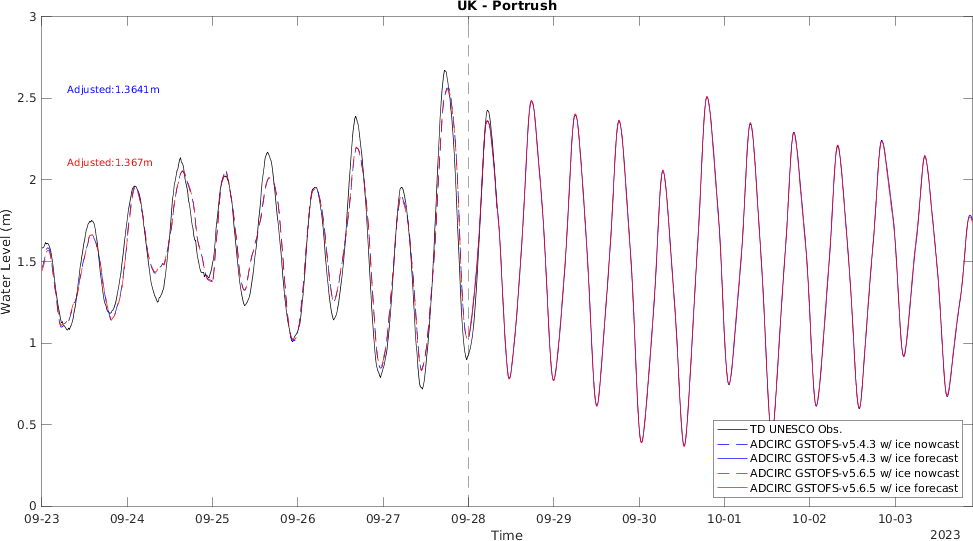 UK - Portrush
3
2.5
2
1.5
1
0.5
0
Water Level (m)
Adjusted:1.3641m
Adjusted:1.367m
TD UNESCO Obs.
ADCIRC GSTOFS-v5.4.3 w/ ice nowcast
ADCIRC GSTOFS-v5.4.3 w/ ice forecast
ADCIRC GSTOFS-v5.6.5 w/ ice nowcast
ADCIRC GSTOFS-v5.6.5 w/ ice forecast
09-23 09-24 09-25 09-26 09-27 09-28 09-29 09-30 10-01 10-02 10-03
Time
2023